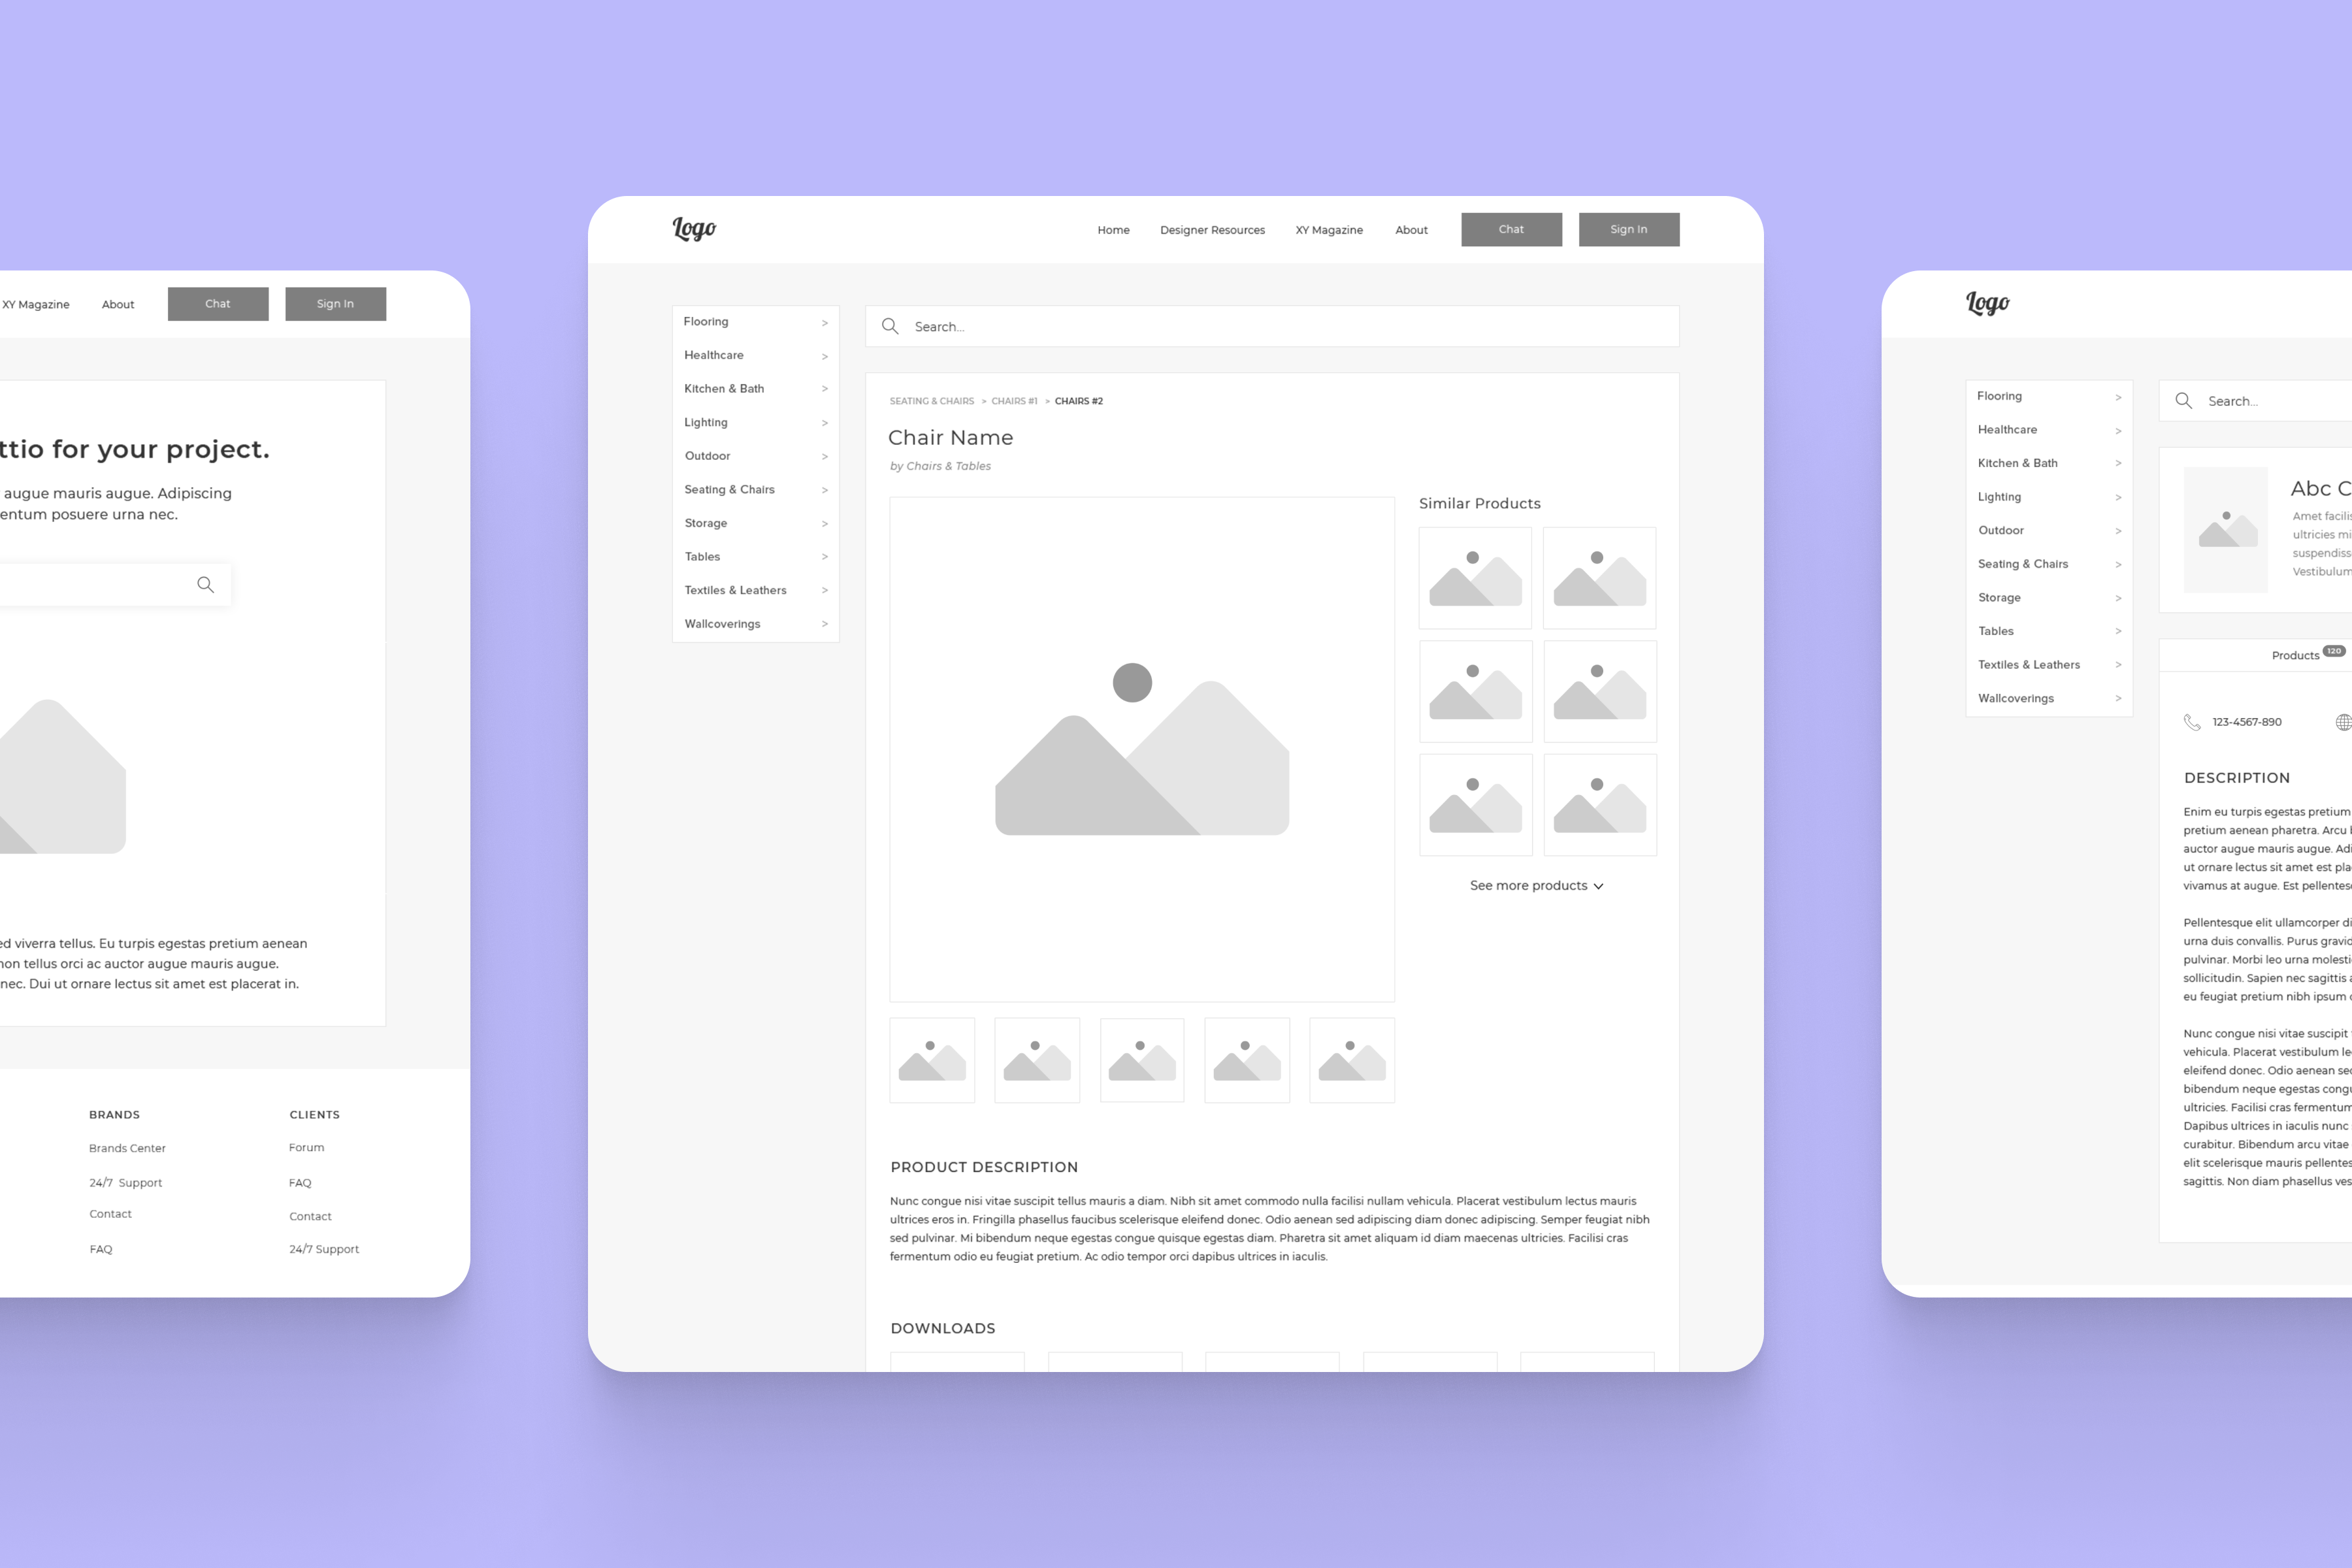 XY Magazine
About
Chat
Sign In
ttio for your project.
augue mauris augue. Adipiscing
entum posuere urna nec.
ed viverra tellus. Eu turpis egestas pretium aenean
non tellus orci ac auctor augue mauris augue.
nec. Dui ut ornare lectus sit amet est placerat in.
BRANDS
Brands Center
24/7 Support
Contact
FAQ
CLIENTS
Forum
FAQ
Contact
24/7 Support
Logo
Home
Designer Resources
XY Magazine
About
Chat
Sign In
Flooring >
Healthcare >
Kitchen & Bath >
Lighting >
Outdoor >
Seating & Chairs >
Storage >
Tables >
Textiles & Leathers >
Wallcoverings >
Search...
SEATING & CHAIRS > CHAIRS #1 > CHAIRS #2
Chair Name
by Chairs & Tables
Similar Products
See more products
PRODUCT DESCRIPTION
Nunc congue nisi vitae suscipit tellus mauris a diam. Nibh sit amet commodo nulla facilisi nullam vehicula. Placerat vestibulum lectus mauris
ultrices eros in. Fringilla phasellus faucibus scelerisque eleifend donec. Odio aenean sed adipiscing diam donec adipiscing. Semper feugiat nibh
sed pulvinar. Mi bibendum neque egestas congue quisque egestas diam. Pharetra sit amet aliquam id diam maecenas ultricies. Facilisi cras
fermentum odio eu feugiat pretium. Ac odio tempor orci dapibus ultrices in iaculis.
DOWNLOADS
Logo
Flooring >
Healthcare >
Kitchen & Bath >
Lighting >
Outdoor >
Seating & Chairs >
Storage >
Tables >
Textiles & Leathers >
Wallcoverings >
Search...
Abc C
Amet facilis
ultricies mi
suspendiss
Vestibulum
Products 120
123-4567-890
DESCRIPTION
Enim eu turpis egestas pretium
pretium aenean pharetra. Arcu
auctor augue mauris augue. Adi
ut ornare lectus sit amet est pla
vivamus at augue. Est pellentes
Pellentesque elit ullamcorper di
urna duis convallis. Purus gravid
pulvinar. Morbi leo urna molesti
sollicitudin. Sapien nec sagittis a
eu feugiat pretium nibh ipsum
Nunc congue nisi vitae suscipit
vehicula. Placerat vestibulum le
eleifend donec. Odio aenean sed
bibendum neque egestas congu
ultricies. Facilisi cras fermentum
Dapibus ultrices in iaculis nunc
curabitur. Bibendum arcu vitae
elit scelerisque mauris pellentes
sagittis. Non diam phasellus ves